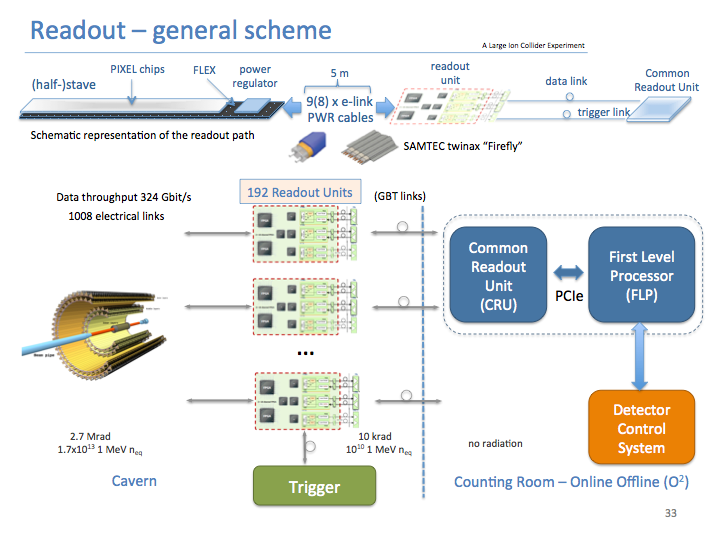 Readout – general scheme
A Large Ion Collider Experiment
(half-)stave
PIXEL chips
FLEX
power
regulator
5 m
9(8) x e-link
PWR cables
readout
unit
data link
trigger link
Common
Readout Unit
Schematic representation of the readout path
SAMTEC twinax “Firefly”
Data throughput 324 Gbit/s
1008 electrical links
192 Readout Units
(GBT links)
Common
Readout
Unit
(CRU)
PCIe
First Level
Processor
(FLP)
Beam pipe
...
Detector
Control
System
2.7 Mrad
1.7x10¹³ 1 MeV nₑq
10 krad
10¹⁰ 1 MeV nₑq
no radiation
Cavern
Trigger
Counting Room – Online Offline (O²)
33